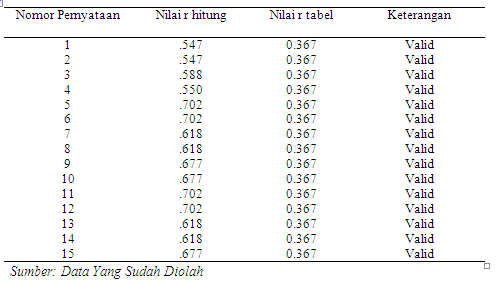 Nomor Pernyataan Nilai r hitung Nilai r tabel Keterangan
1 .547 0.367 Valid
2 .547 0.367 Valid
3 .588 0.367 Valid
4 .550 0.367 Valid
5 .702 0.367 Valid
6 .702 0.367 Valid
7 .618 0.367 Valid
8 .618 0.367 Valid
9 .677 0.367 Valid
10 .677 0.367 Valid
11 .702 0.367 Valid
12 .702 0.367 Valid
13 .618 0.367 Valid
14 .618 0.367 Valid
15 .677 0.367 Valid
Sumber: Data Yang Sudah Diolah